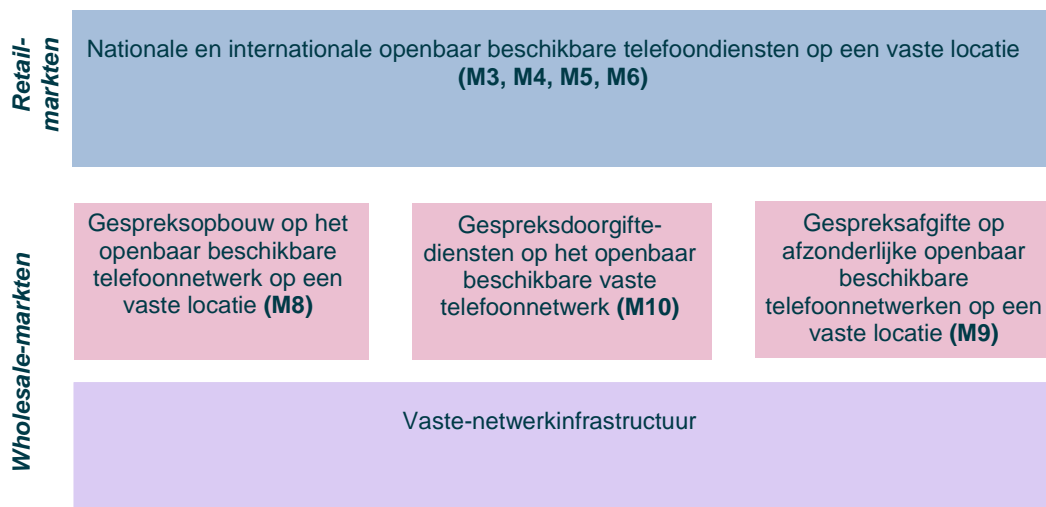 Retail-
markten
Nationale en internationale openbaar beschikbare telefoondiensten op een vaste locatie
(M3, M4, M5, M6)
Wholesale-markten
Gespreksopbouw op het
openbaar beschikbare
telefoonnetwerk op een
vaste locatie (M8)
Gespreksdoorgifte-
diensten op het openbaar
beschikbare vaste
telefoonnetwerk (M10)
Gespreksafgifte op
afzonderlijke openbaar
beschikbare
telefoonnetwerken op een
vaste locatie (M9)
Vaste-netwerkinfrastructuur